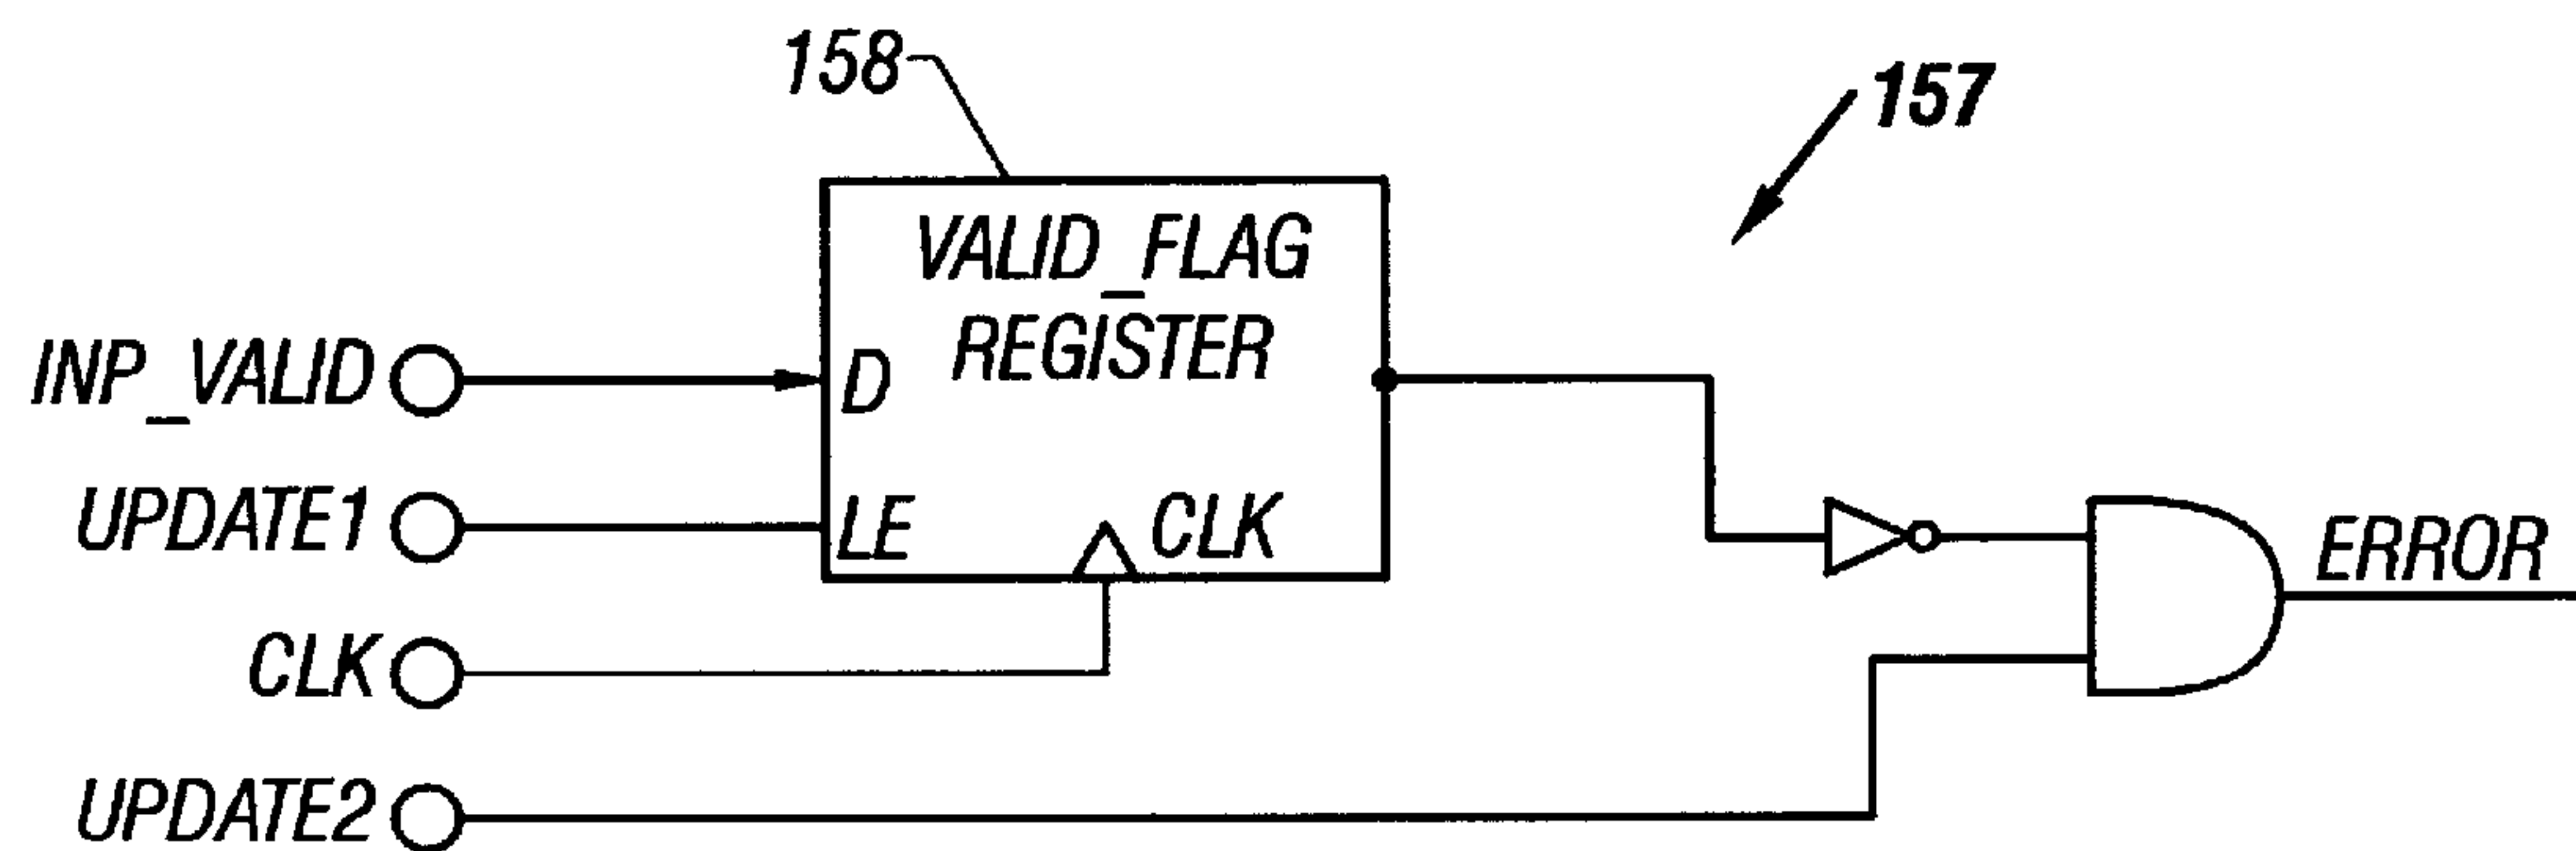 158
157
VALID_FLAG
REGISTER
INP_VALID
D
UPDATE1
LE
CLK
CLK
ERROR
UPDATE2